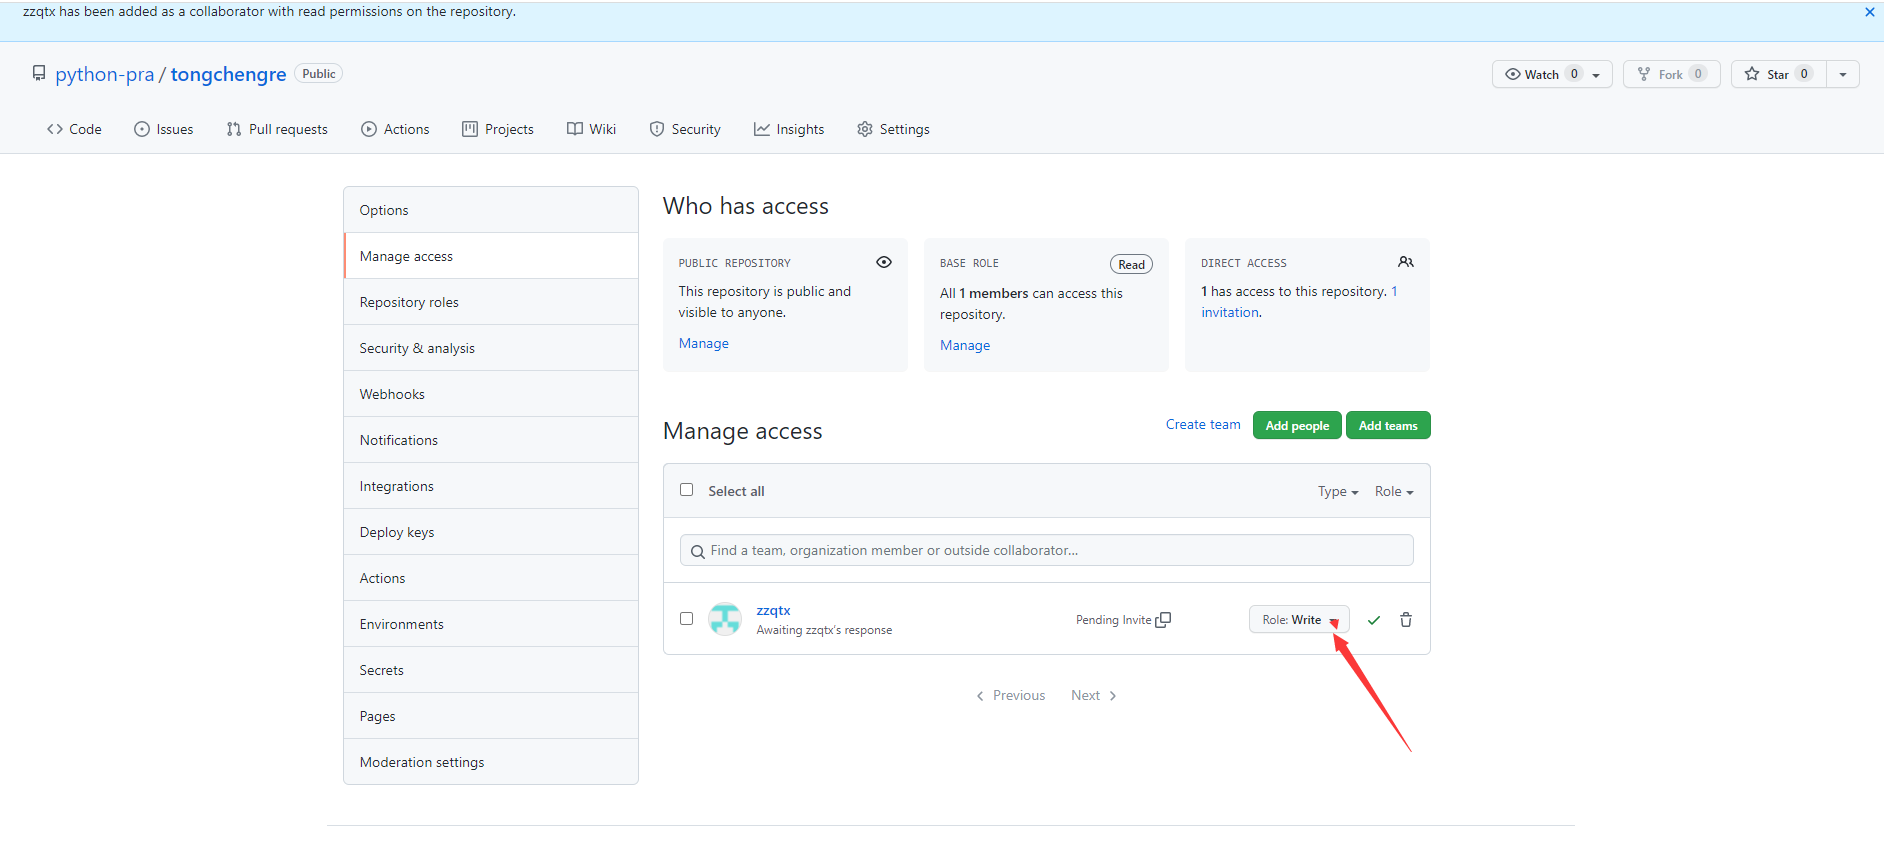 zzqtx has been added as a collaborator with read permissions on the repository.
python-pra / tongchengre Public
Watch 0
Fork 0
Star 0
Code Issues Pull requests Actions Projects Wiki Security Insights Settings
Options
Manage access
Repository roles
Security & analysis
Webhooks
Notifications
Integrations
Deploy keys
Actions
Environments
Secrets
Pages
Moderation settings
Who has access
PUBLIC REPOSITORY
This repository is public and
visible to anyone.
Manage
BASE ROLE Read
All 1 members can access this
repository.
Manage
DIRECT ACCESS
1 has access to this repository. 1
invitation.
Manage access
Create team Add people Add teams
Select all Type Role
Find a team, organization member or outside collaborator...
zzqtx
Awaiting zzqtx's response
Pending Invite
Role: Write
Previous Next